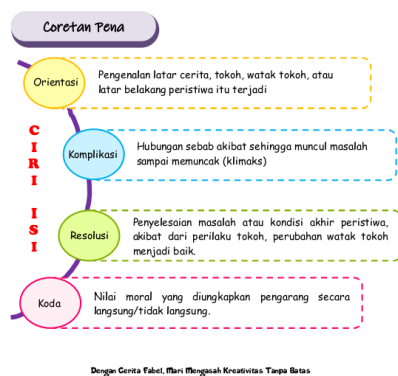 Coretan Pena
Orientasi
Pengenalan latar cerita, tokoh, watak tokoh, atau
latar belakang peristiwa itu terjadi
CIRI ISI
Komplikasi
Hubungan sebab akibat sehingga muncul masalah
sampai memuncak (klimaks)
Resolusi
Penyelesaian masalah atau kondisi akhir peristiwa,
akibat dari perilaku tokoh, perubahan watak tokoh
menjadi baik.
Koda
Nilai moral yang diungkapkan pengarang secara
langsung/tidak langsung.
Dengan Cerita Fabel, Mari Mengasah Kreativitas Tanpa Batas